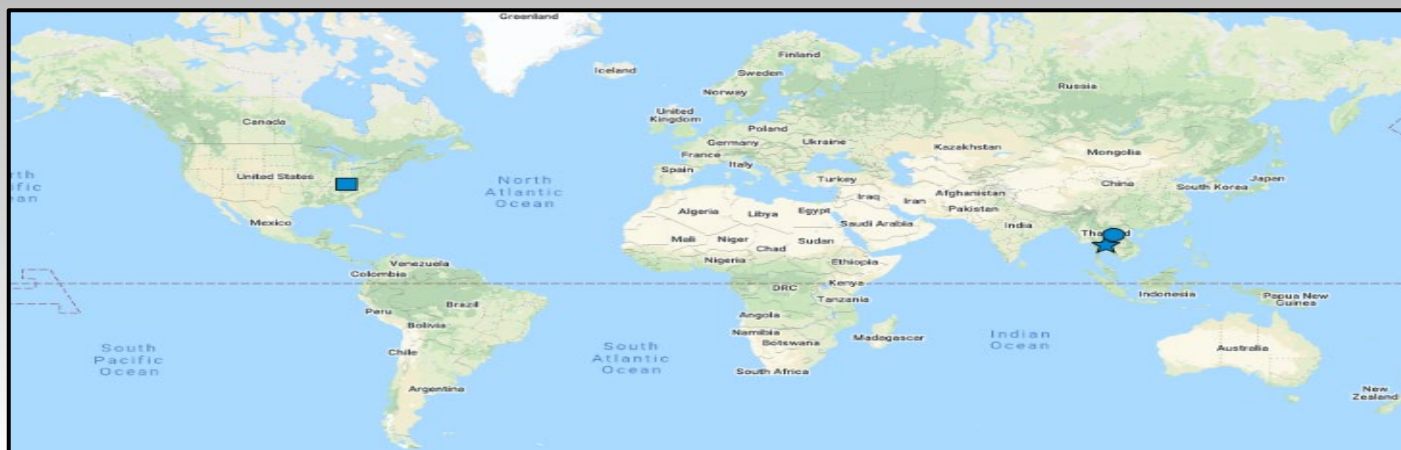 Greenland
Iceland
Finland
Sweden
Norway
Russia
United
Kingdom
Canada
Poland
Germany
Ukraine
France
Kazakhstan
Mongolia
Italy
Spain
United States
Turkey
China
Japan
South Korea
North
Atlantic
Ocean
Afghanistan
Iraq
Iran
Pakistan
Algeria
Libya
Egypt
Saudi Arabia
India
Mexico
Mali
Niger
Chad
Sudan
Nigeria
Ethiopia
Venezuela
Colombia
DRC
Kenya
Tanzania
Indonesia
Papua New
Guinea
Brazil
Peru
Bolivia
Angola
Namibia
Botswana
Madagascar
Indian
Ocean
South
Pacific
Ocean
South
Atlantic
Ocean
Chile
South Africa
Australia
Argentina
New
Zealand